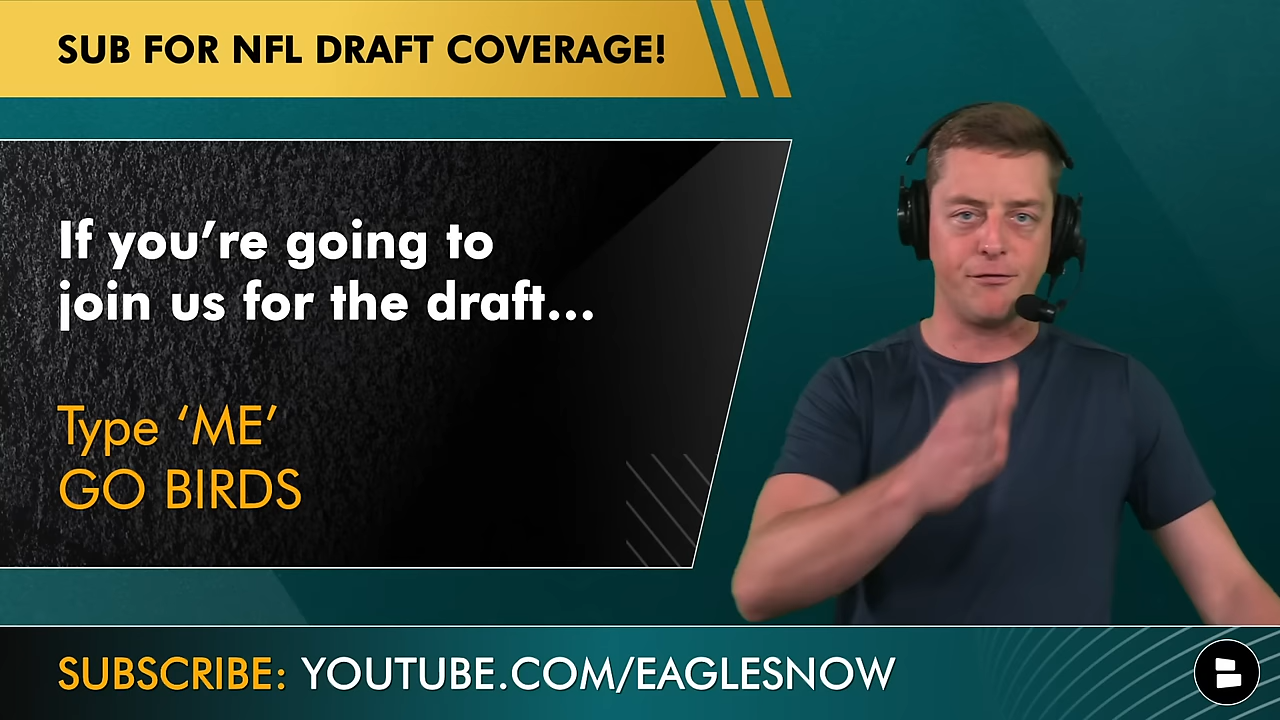 SUB FOR NFL DRAFT COVERAGE!
If you’re going to
join us for the draft...
Type ‘ME’
GO BIRDS
SUBSCRIBE: YOUTUBE.COM/EAGLESNOW